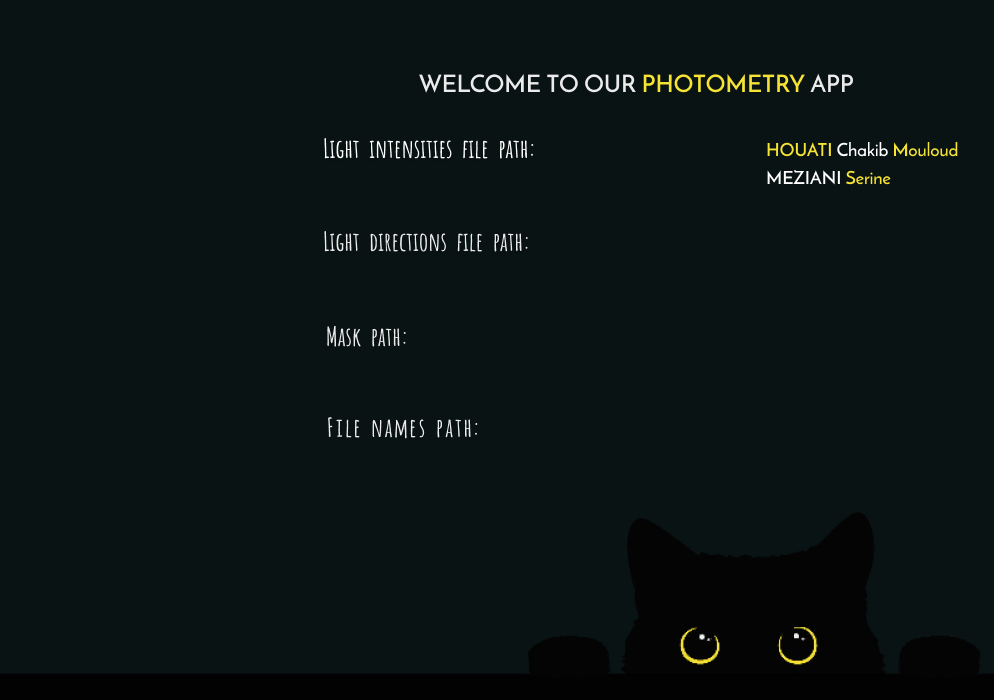 WELCOME TO OUR PHOTOMETRY APP
Light intensities file path:
HOUATI Chakib Mouloud
MEZIANI Serine
Light directions file path:
Mask path:
File names path: